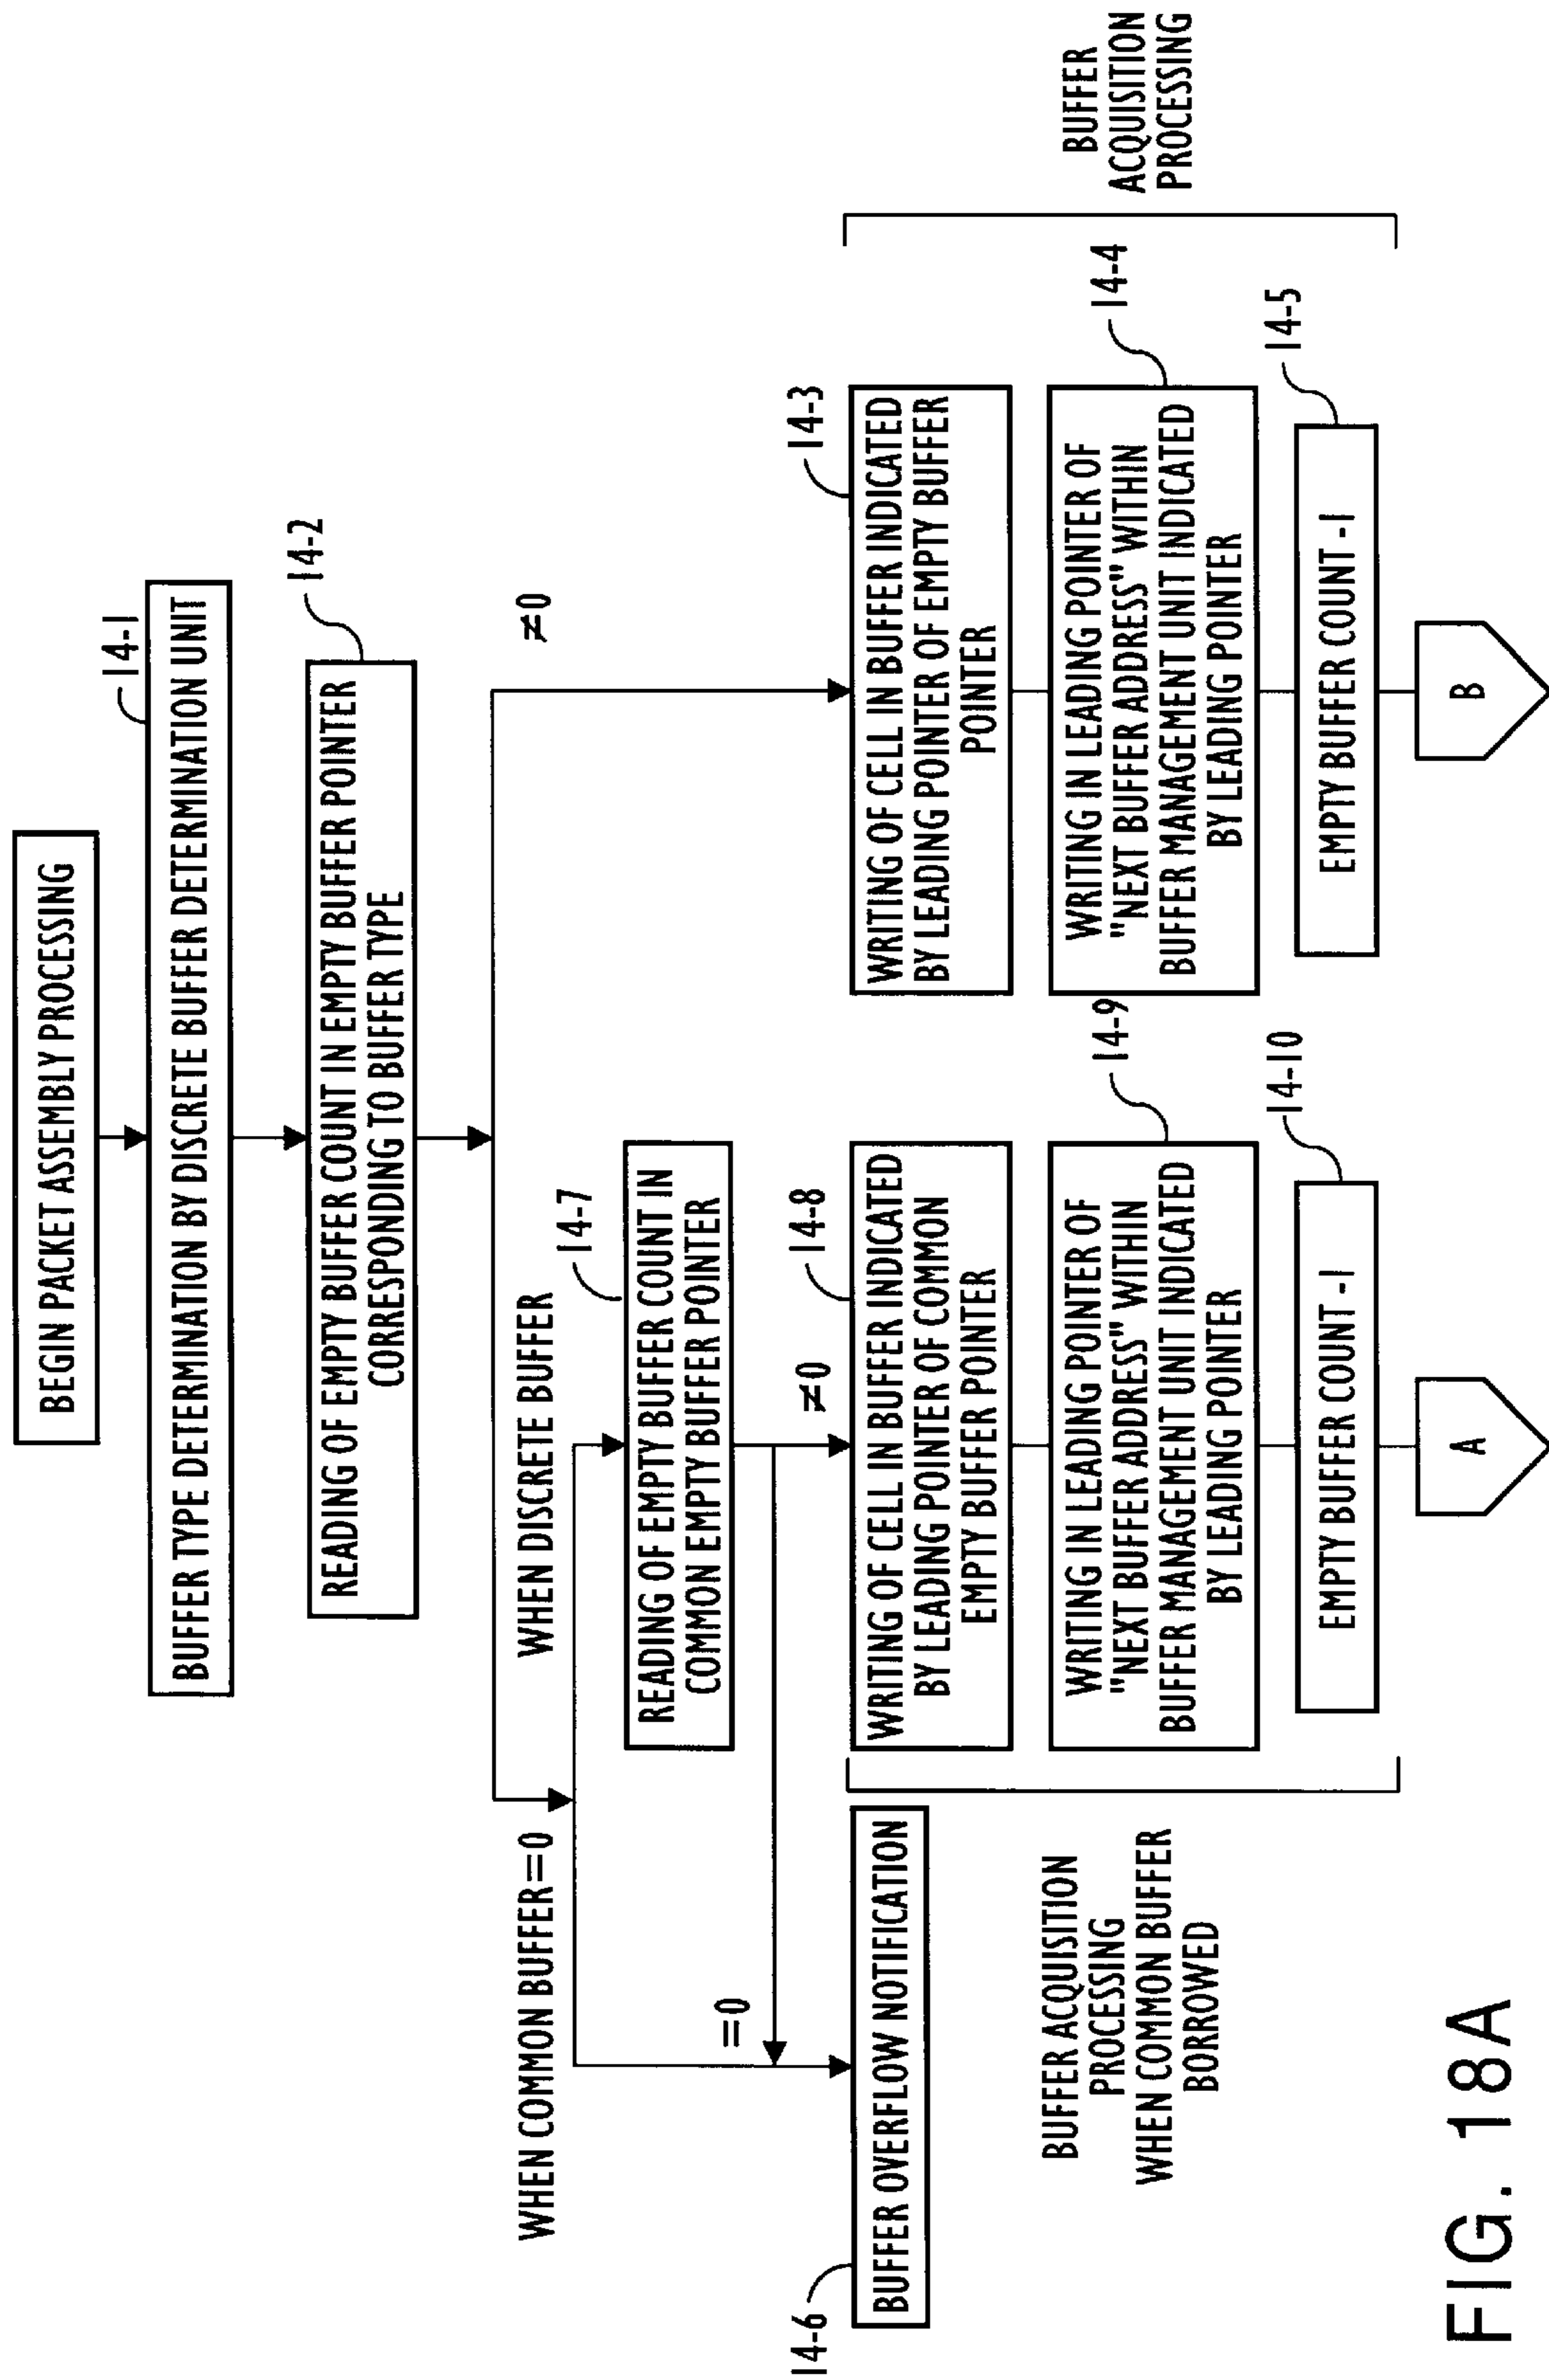 BEGIN PACKET ASSEMBLY PROCESSING
14-1
BUFFER TYPE DETERMINATION BY DISCRETE BUFFER DETERMINATION UNIT
14-2
READING OF EMPTY BUFFER COUNT IN EMPTY BUFFER POINTER
CORRESPONDING TO BUFFER TYPE
WHEN COMMON BUFFER=0
WHEN DISCRETE BUFFER
≠0
14-7
READING OF EMPTY BUFFER COUNT IN
COMMON EMPTY BUFFER POINTER
=0
≠0
14-6
BUFFER OVERFLOW NOTIFICATION
14-8
WRITING OF CELL IN BUFFER INDICATED
BY LEADING POINTER OF COMMON
EMPTY BUFFER POINTER
14-3
WRITING OF CELL IN BUFFER INDICATED
BY LEADING POINTER OF EMPTY BUFFER
POINTER
BUFFER
ACQUISITION
PROCESSING
BUFFER ACQUISITION
PROCESSING
WHEN COMMON BUFFER
BORROWED
14-9
WRITING IN LEADING POINTER OF
"NEXT BUFFER ADDRESS" WITHIN
BUFFER MANAGEMENT UNIT INDICATED
BY LEADING POINTER
14-4
WRITING IN LEADING POINTER OF
"NEXT BUFFER ADDRESS" WITHIN
BUFFER MANAGEMENT UNIT INDICATED
BY LEADING POINTER
14-10
EMPTY BUFFER COUNT -1
14-5
EMPTY BUFFER COUNT -1
A
B
FIG. 18A